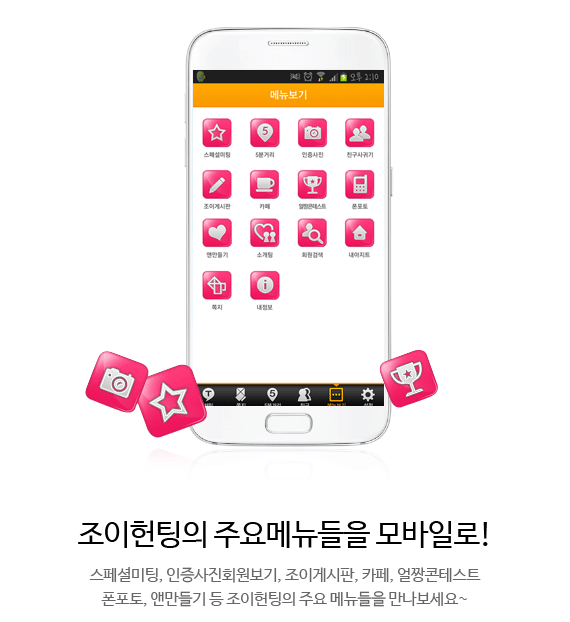 오후 2:10
메뉴보기
스페셜미팅 5분거리 인증사진 친구사귀기
조이게시판 카페 얼짱콘테스트 폰포토
앤만들기 소개팅 회원검색 내아지트
쪽지 내정보
메뉴보기
조이헌팅의 주요메뉴들을 모바일로!
스페셜미팅, 인증사진회원보기, 조이게시판, 카페, 얼짱콘테스트
폰포토, 앤만들기 등 조이헌팅의 주요 메뉴들을 만나보세요~